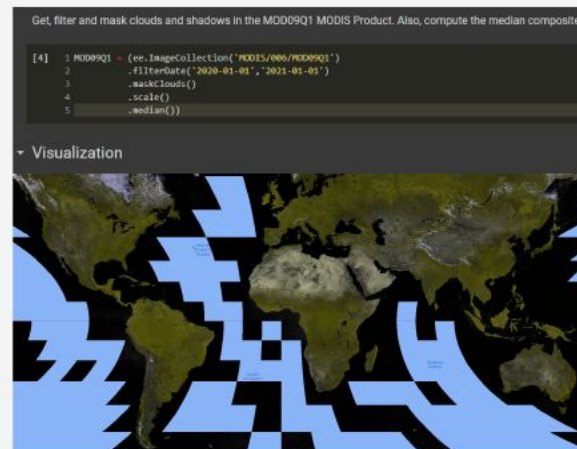 Get, filter and mask clouds and shadows in the MOD09Q1 MODIS Product. Also, compute the median composite
[4] 1 MOD09Q1 = (ee.ImageCollection('MODIS/006/MOD09Q1')
2 .filterDate('2020-01-01','2021-01-01')
3 .maskClouds()
4 .scale()
5 .median())
Visualization